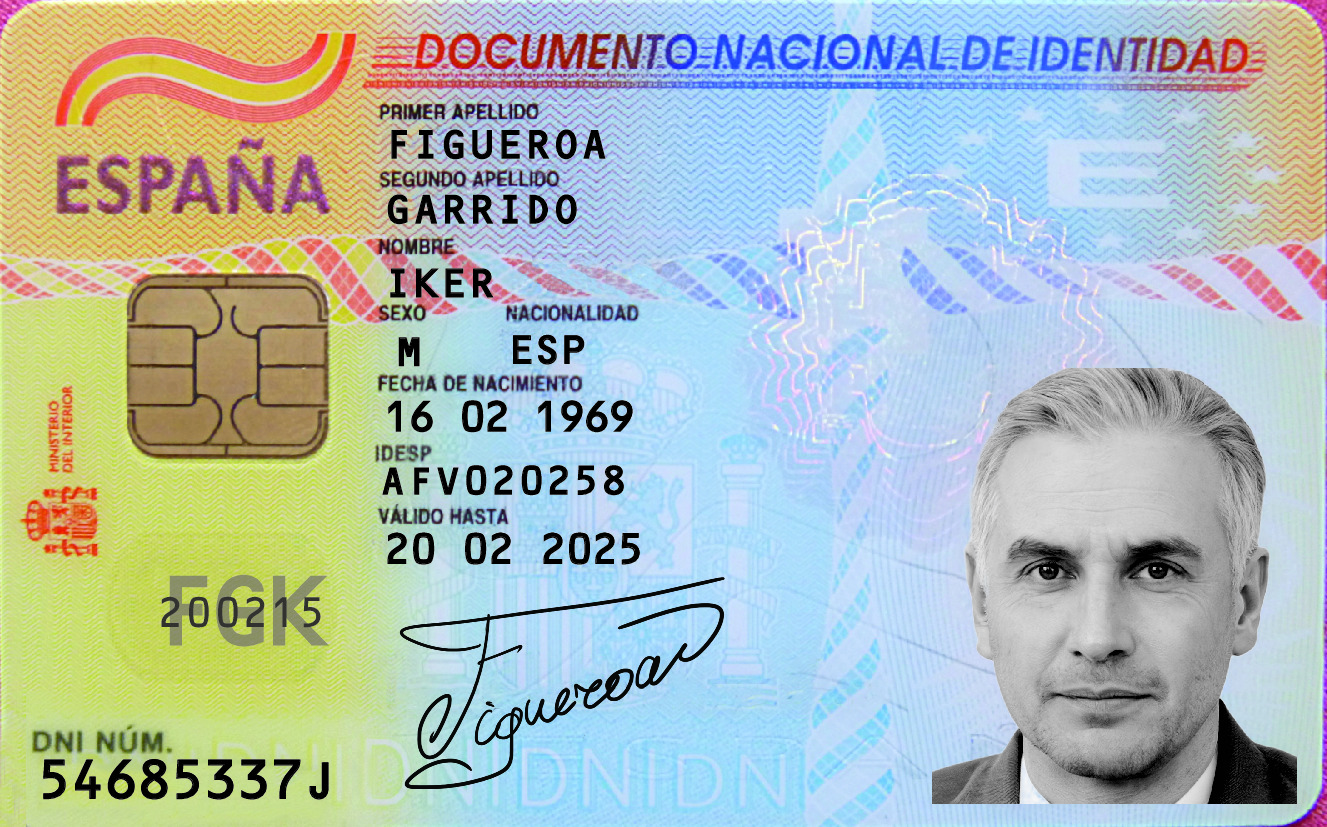 DOCUMENTO NACIONAL DE IDENTIDAD
ESPAÑA
PRIMER APELLIDO
FIGUEROA
SEGUNDO APELLIDO
GARRIDO
NOMBRE
IKER
SEXO NACIONALIDAD
M ESP
FECHA DE NACIMIENTO
16 02 1969
IDESP
AFV020258
VÁLIDO HASTA
20 02 2025
MINISTERIO
DEL INTERIOR
FGK
200215
Figueroa
DNI NÚM.
54685337J
E
DNIDNIDNIDNI